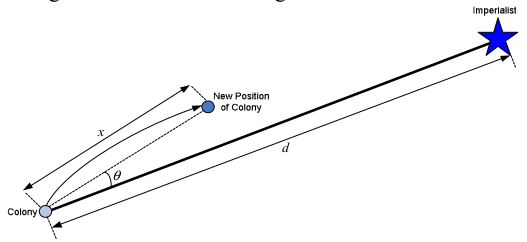 Imperialist
New Position
of Colony
x
d
θ
Colony